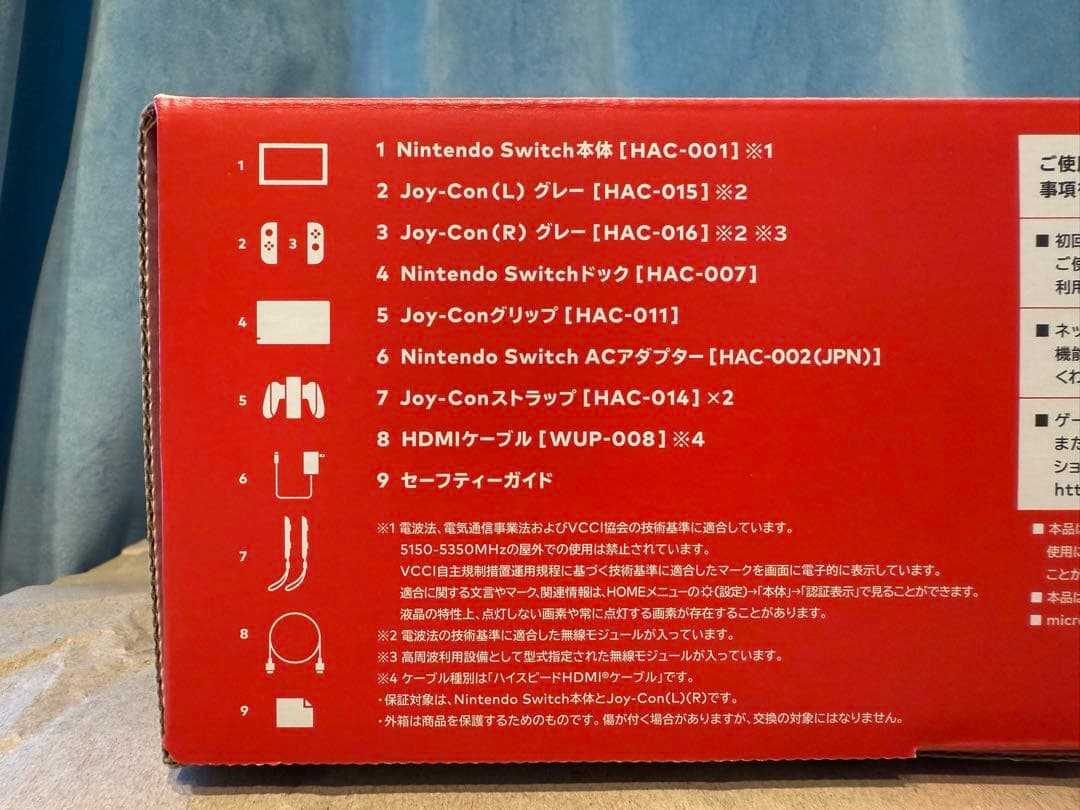 1 Nintendo Switch本体 [HAC-001] ※1
2 Joy-Con(L) グレー [HAC-015] ※2
3 Joy-Con(R) グレー [HAC-016] ※2 ※3
4 Nintendo Switchドック [HAC-007]
5 Joy-Conグリップ [HAC-011]
6 Nintendo Switch ACアダプター [HAC-002(JPN)]
7 Joy-Conストラップ [HAC-014] ×2
8 HDMIケーブル [WUP-008] ※4
9 セーフティーガイド
※1 電波法、電気通信事業法およびVCCI協会の技術基準に適合しています。
5150-5350MHzの屋外での使用は禁止されています。
VCCI自主規制措置運用規程に基づく技術基準に適合したマークを画面に電子的に表示しています。
適合に関する文言やマーク、関連情報は、HOMEメニューの(設定)→「本体」→「認証表示」で見ることができます。
液晶の特性上、点灯しない画素や常に点灯する画素が存在することがあります。
※2 電波法の技術基準に適合した無線モジュールが入っています。
※3 高周波利用設備として型式指定された無線モジュールが入っています。
※4 ケーブル種別は「ハイスピードHDMI®ケーブル」です。
・保証対象は、Nintendo Switch本体とJoy-Con(L)(R)です。
・外箱は商品を保護するためのものです。傷が付く場合がありますが、交換の対象にはなりません。
1
2
3
4
5
6
7
8
9
ご使
事項
■ 初回
ご使
利用
■ ネッ
機能
くわ
■ ゲー
また
ショ
htt
■ 本品
使用に
ことか
■ 本品は
■ micro